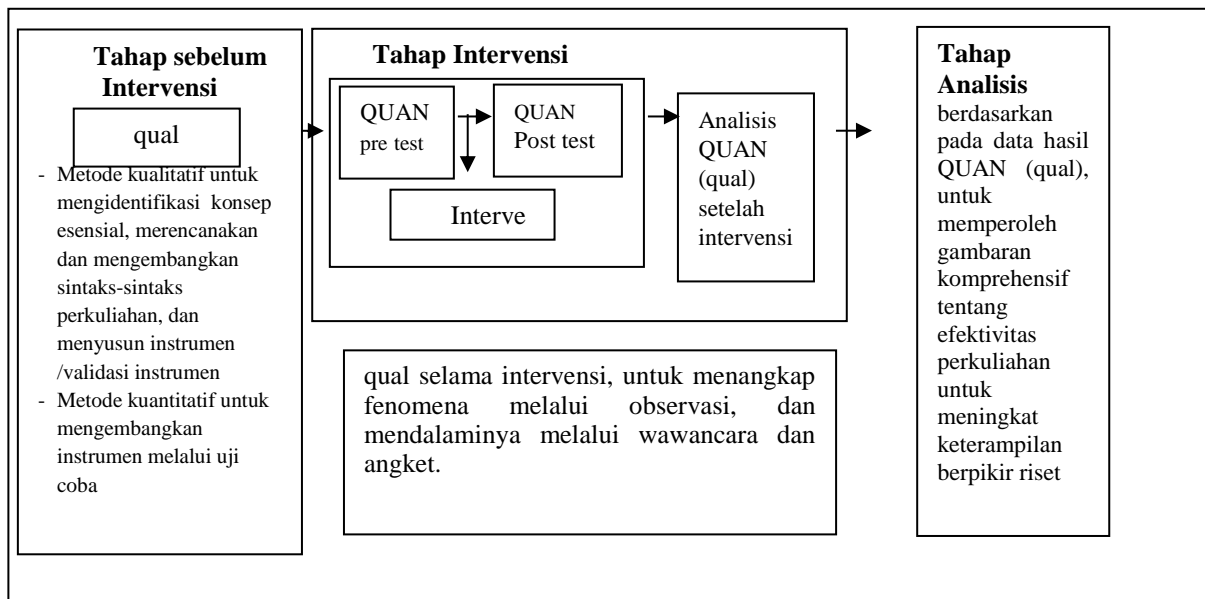 Tahap sebelum
Intervensi
qual
- Metode kualitatif untuk
mengidentifikasi konsep
esensial, merencanakan
dan mengembangkan
sintaks-sintaks
perkuliahan, dan
menyusun instrumen
/validasi instrumen
- Metode kuantitatif untuk
mengembangkan
instrumen melalui uji
coba
Tahap Intervensi
QUAN
pre test
QUAN
Post test
Interve
Analisis
QUAN
(qual)
setelah
intervensi
qual selama intervensi, untuk menangkap
fenomena melalui observasi, dan
mendalaminya melalui wawancara dan
angket.
Tahap
Analisis
berdasarkan
pada data hasil
QUAN (qual),
untuk
memperoleh
gambaran
komprehensif
tentang
efektivitas
perkuliahan
untuk
meningkat
keterampilan
berpikir riset